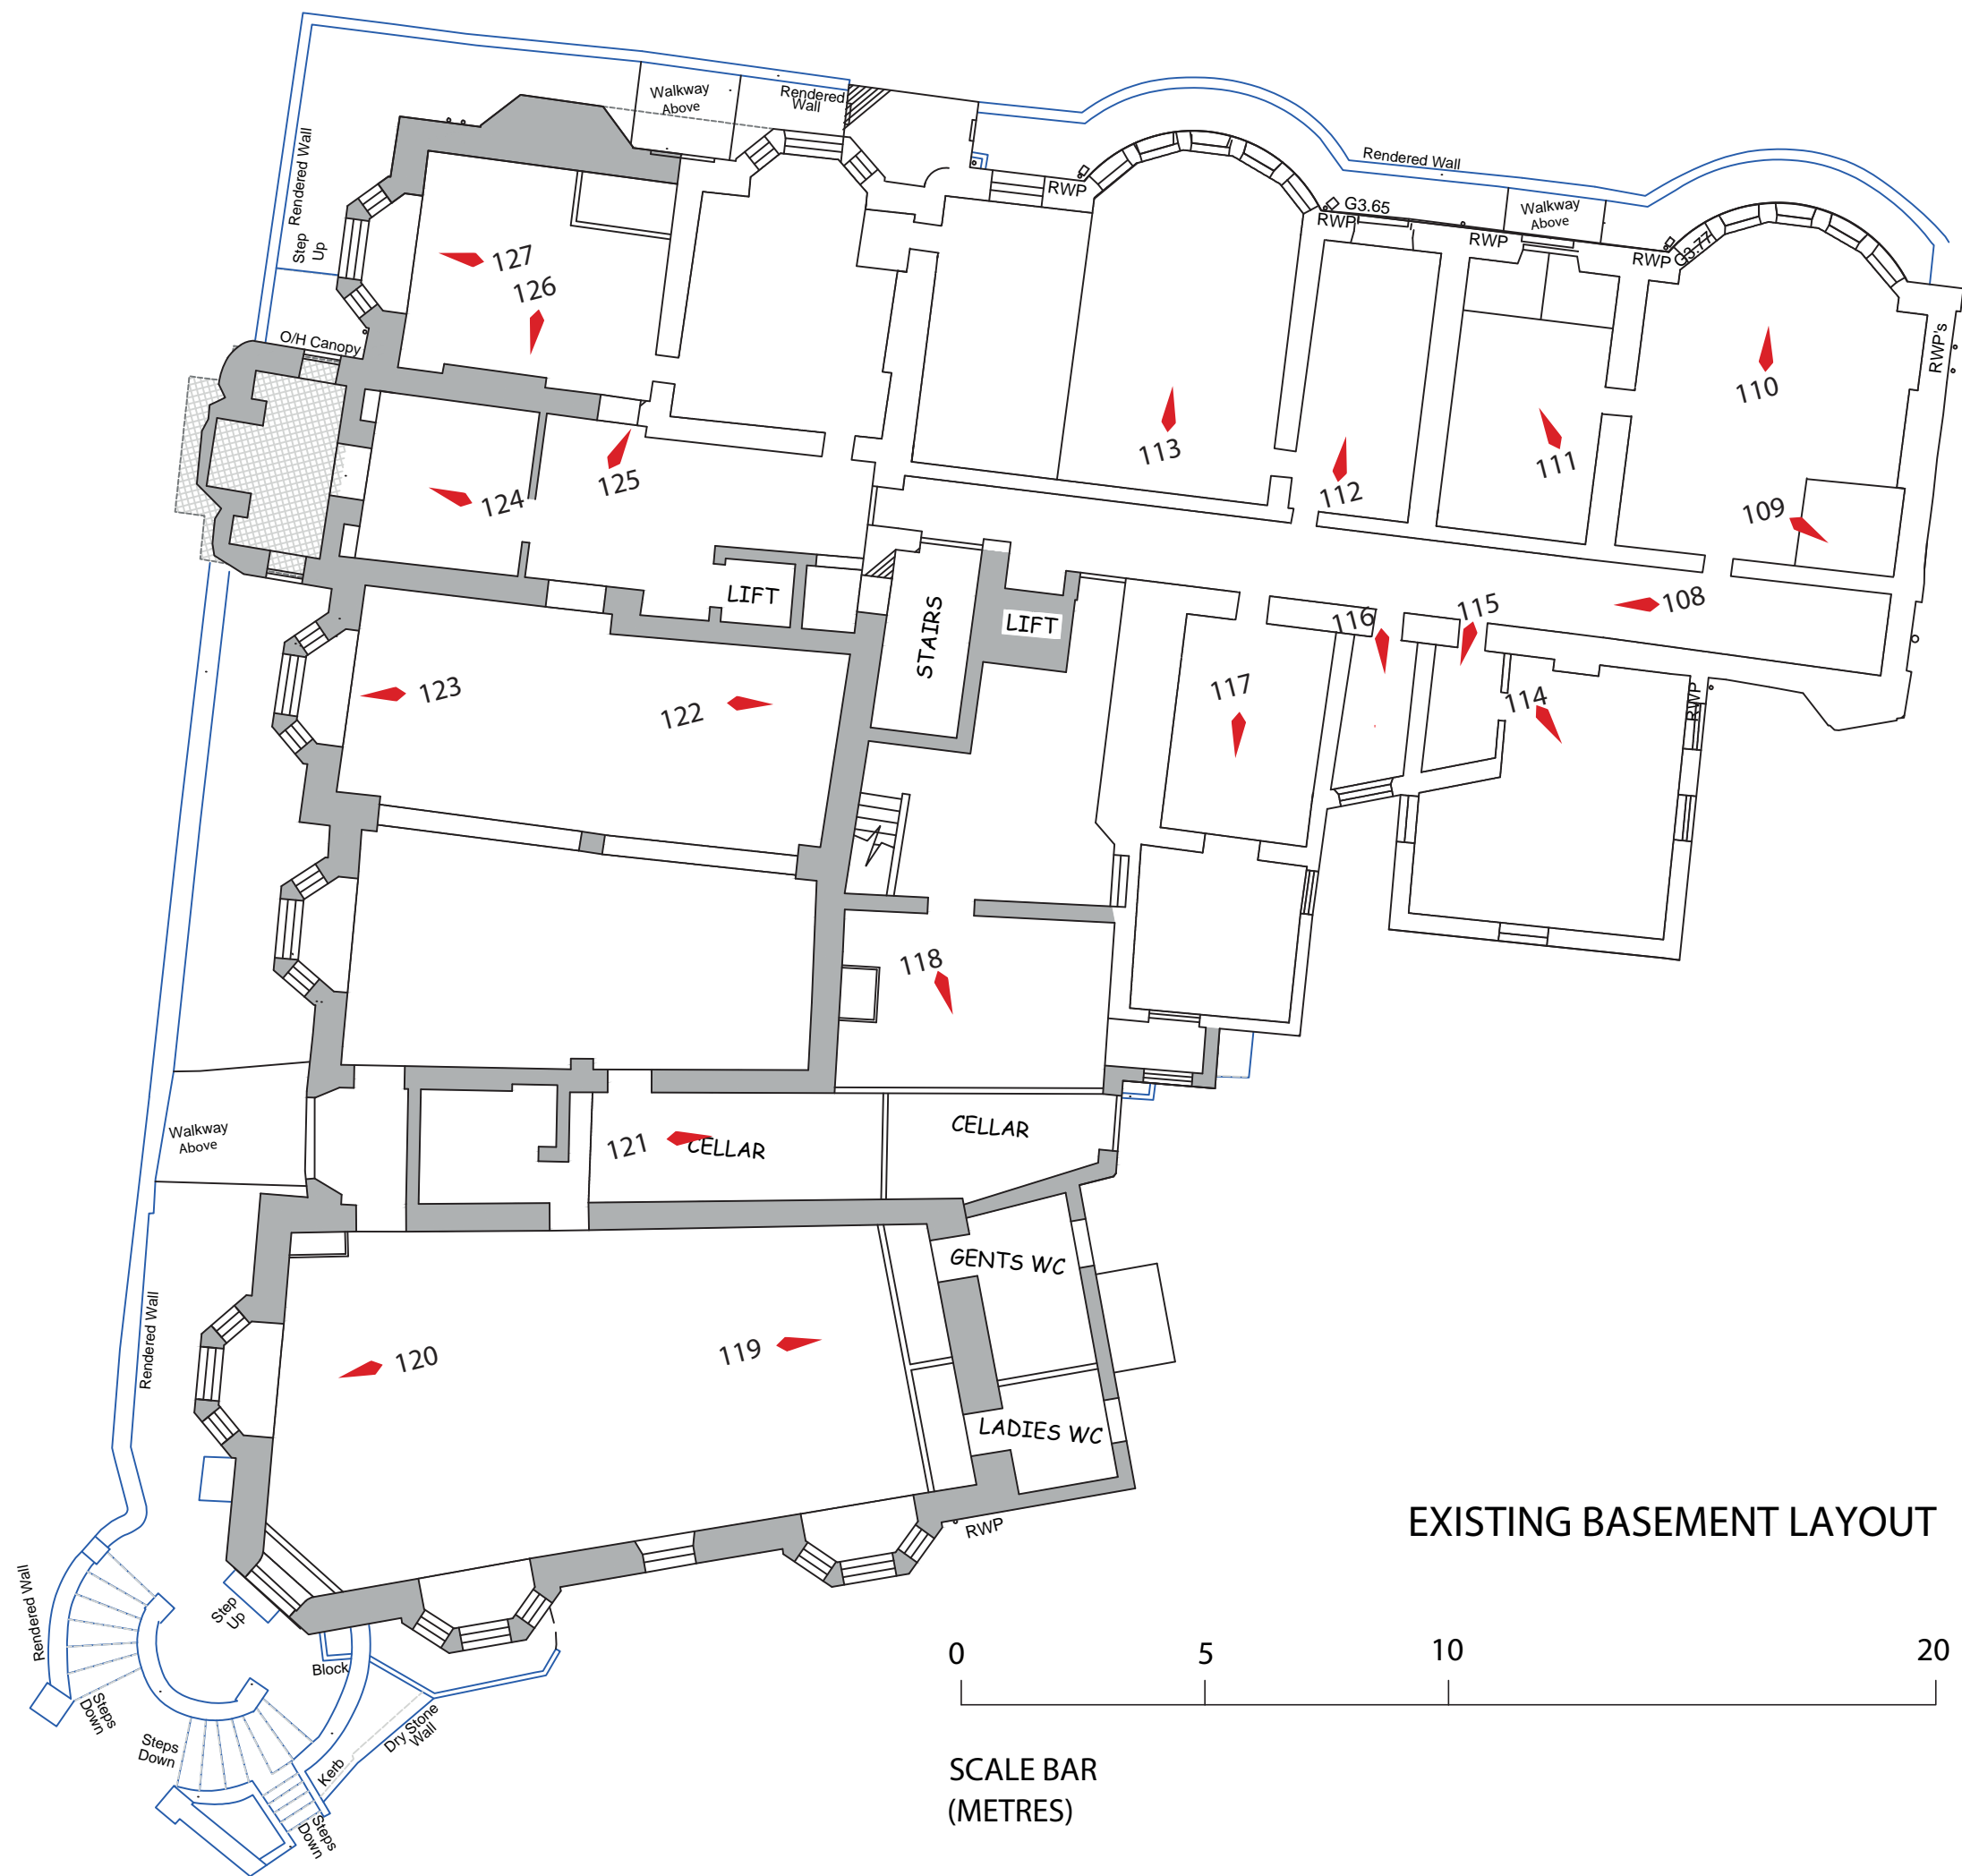 Walkway
Above
Rendered
Wall
Rendered Wall
Step
Up
RWP
Rendered Wall
G3.65
RWP
Walkway
Above
RWP
RWP
G3.77
RWP's
127
126
O/H Canopy
110
113
111
125
124
112
109
LIFT
STAIRS
LIFT
108
116
115
123
122
117
114
RWP
118
Walkway
Above
121
CELLAR
CELLAR
GENTS WC
Rendered Wall
120
119
LADIES WC
RWP
EXISTING BASEMENT LAYOUT
Rendered Wall
Step
Up
Block
Steps
Down
Steps
Down
Kerb
Dry Stone
Wall
Steps
Down
0
5
10
20
SCALE BAR
(METRES)